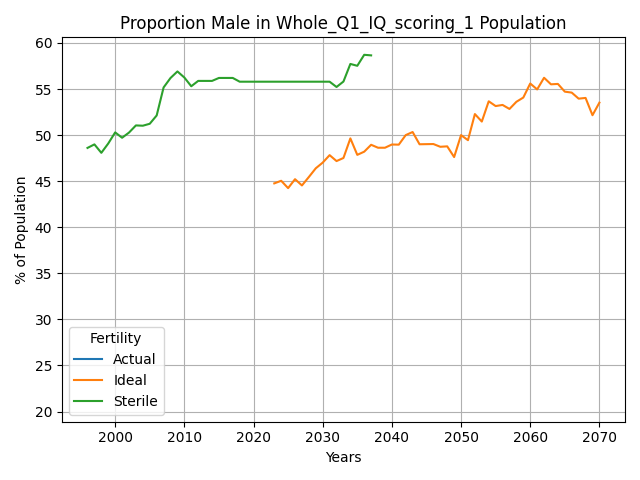 Proportion Male in Whole_Q1_IQ_scoring_1 Population
% of Population
60
55
50
45
40
35
30
25
20
Fertility
Actual
Ideal
Sterile
2000
2010
2020
2030
2040
2050
2060
2070
Years